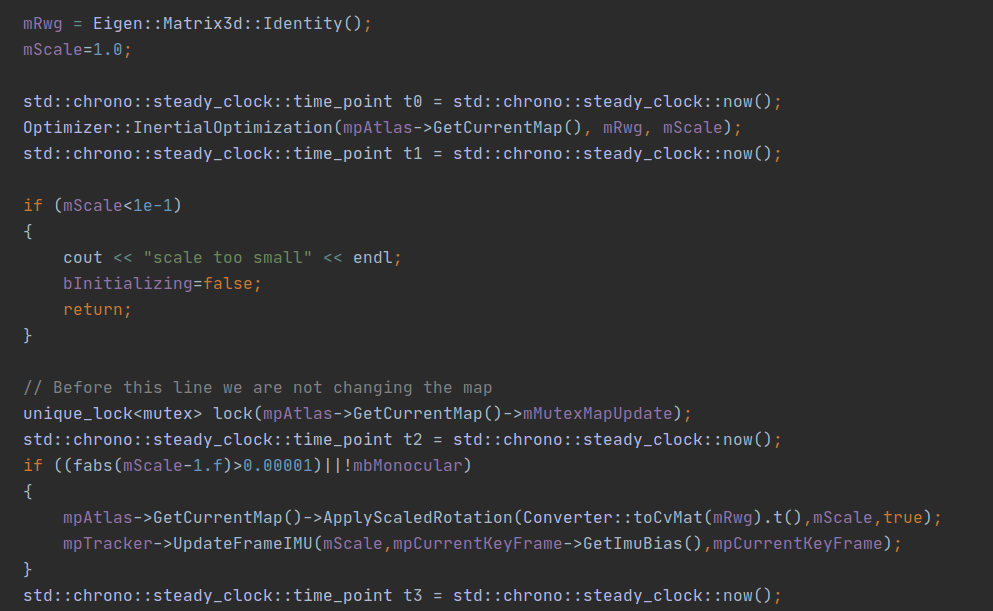 mRwg = Eigen::Matrix3d::Identity();
mScale=1.0;
std::chrono::steady_clock::time_point t0 = std::chrono::steady_clock::now();
Optimizer::InertialOptimization(mpAtlas->GetCurrentMap(), mRwg, mScale);
std::chrono::steady_clock::time_point t1 = std::chrono::steady_clock::now();
if (mScale<1e-1)
{
    cout << "scale too small" << endl;
    bInitializing=false;
    return;
}
// Before this line we are not changing the map
unique_lock<mutex> lock(mpAtlas->GetCurrentMap()->mMutexMapUpdate);
std::chrono::steady_clock::time_point t2 = std::chrono::steady_clock::now();
if ((fabs(mScale-1.f)>0.00001)||!mbMonocular)
{
    mpAtlas->GetCurrentMap()->ApplyScaledRotation(Converter::toCvMat(mRwg).t(),mScale,true);
    mpTracker->UpdateFrameIMU(mScale,mpCurrentKeyFrame->GetImuBias(),mpCurrentKeyFrame);
}
std::chrono::steady_clock::time_point t3 = std::chrono::steady_clock::now();